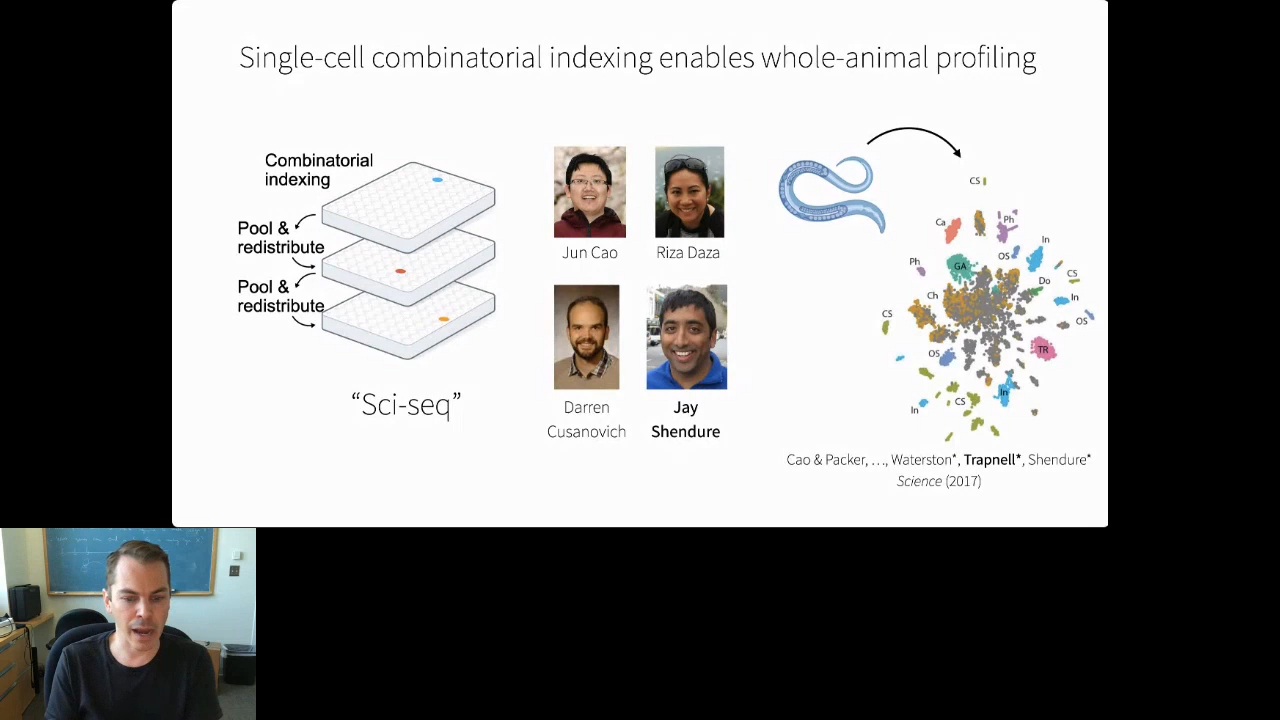 Single-cell combinatorial indexing enables whole-animal profiling
Combinatorial
indexing
Pool &
redistribute
Pool &
redistribute
“Sci-seq”
Jun Cao
Riza Daza
Darren
Cusanovich
Jay
Shendure
CS
Ca
Ph
In
OS
Ph
GA
CS
Do
Ch
In
CS
OS
OS
TR
In
CS
In
Cao & Packer, …, Waterston*, Trapnell*, Shendure*
Science (2017)